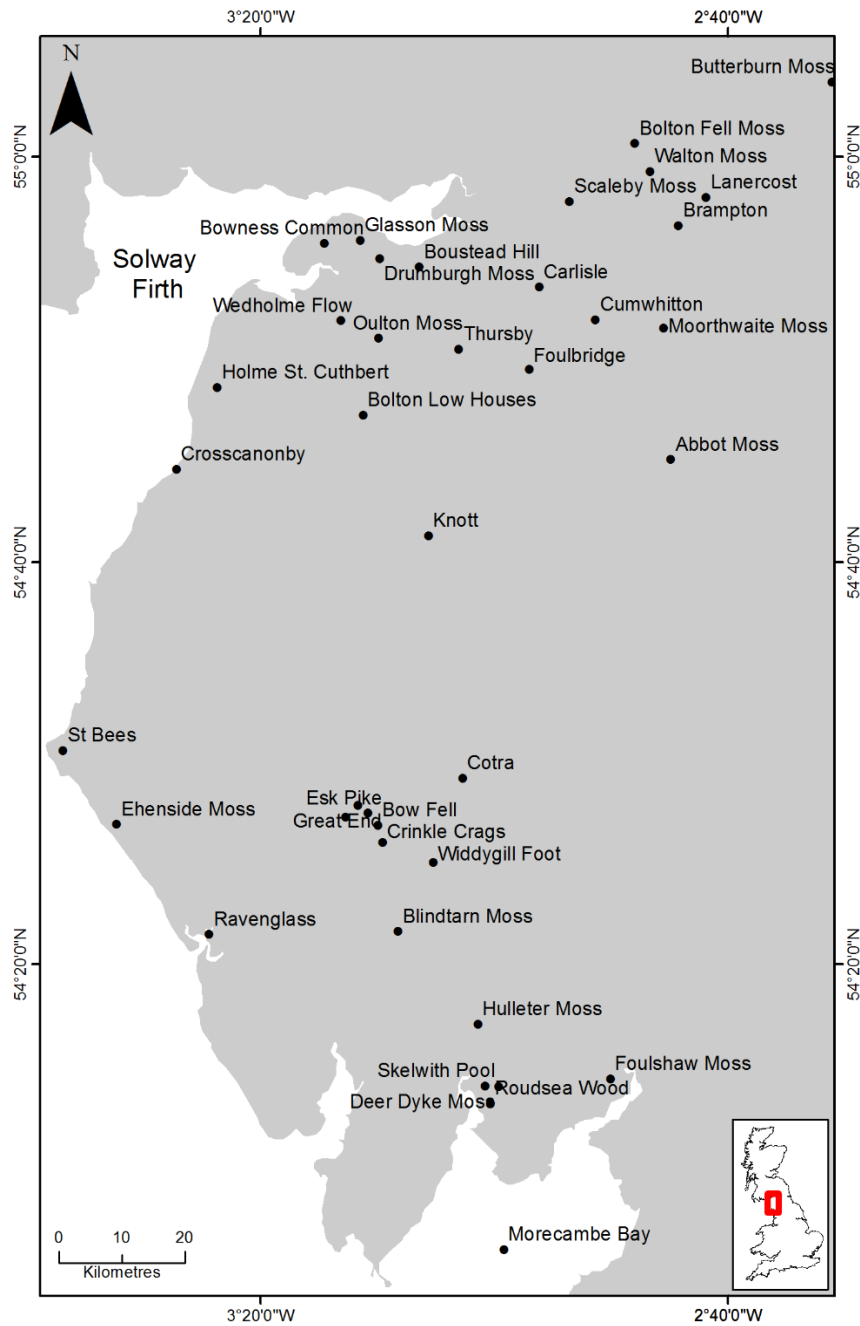 3°20'0"W
2°40'0"W
N
Butterburn Moss
Bolton Fell Moss
55°0'0"N
55°0'0"N
Walton Moss
Scaleby Moss
Lanercost
Brampton
Bowness Common
Glasson Moss
Solway
Firth
Boustead Hill
Drumburgh Moss
Carlisle
Wedholme Flow
Oulton Moss
Cumwhitton
Moorthwaite Moss
Thursby
Foulbridge
Holme St. Cuthbert
Bolton Low Houses
Crosscanonby
Abbot Moss
Knott
54°40'0"N
54°40'0"N
St Bees
Cotra
Esk Pike
Ehenside Moss
Bow Fell
Great End
Crinkle Crags
Widdygill Foot
Ravenglass
Blindtarn Moss
54°20'0"N
54°20'0"N
Hulleter Moss
Skelwith Pool
Foulshaw Moss
Roudsea Wood
Deer Dyke Moss
Morecambe Bay
0 10 20
Kilometres
3°20'0"W
2°40'0"W